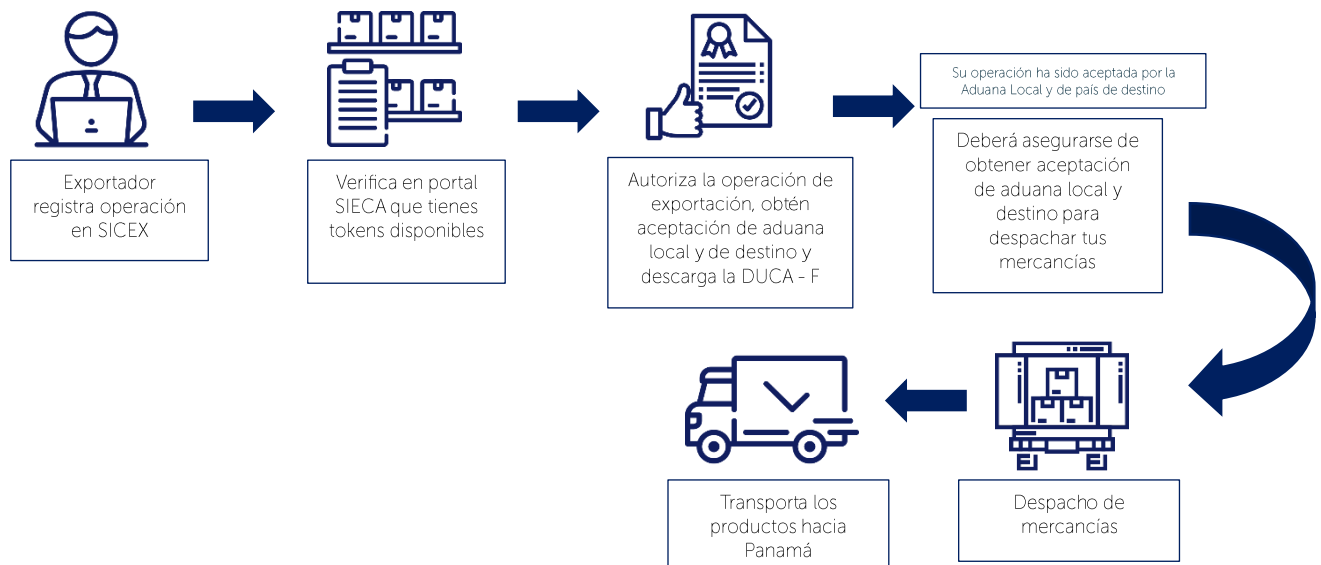 Exportador
registra operación
en SICEX
Verifica en portal
SIECA que tienes
tokens disponibles
Autoriza la operación de
exportación, obtén
aceptación de aduana
local y de destino y
descarga la DUCA - F
Su operación ha sido aceptada por la
Aduana Local y de país de destino
Deberá asegurarse de
obtener aceptación
de aduana local y
destino para
despachar tus
mercancías
Despacho de
mercancías
Transporta los
productos hacia
Panamá